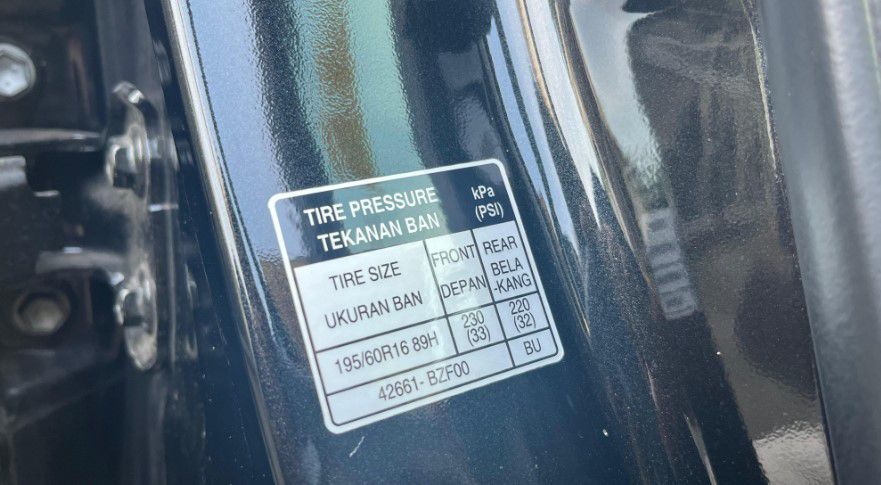 TIRE PRESSURE kPa
TEKANAN BAN (PSI)
TIRE SIZE FRONT REAR
UKURAN BAN DEPAN BELA
-KANG
195/60R16 89H 230 220
(33) (32)
42661-BZF00 BU